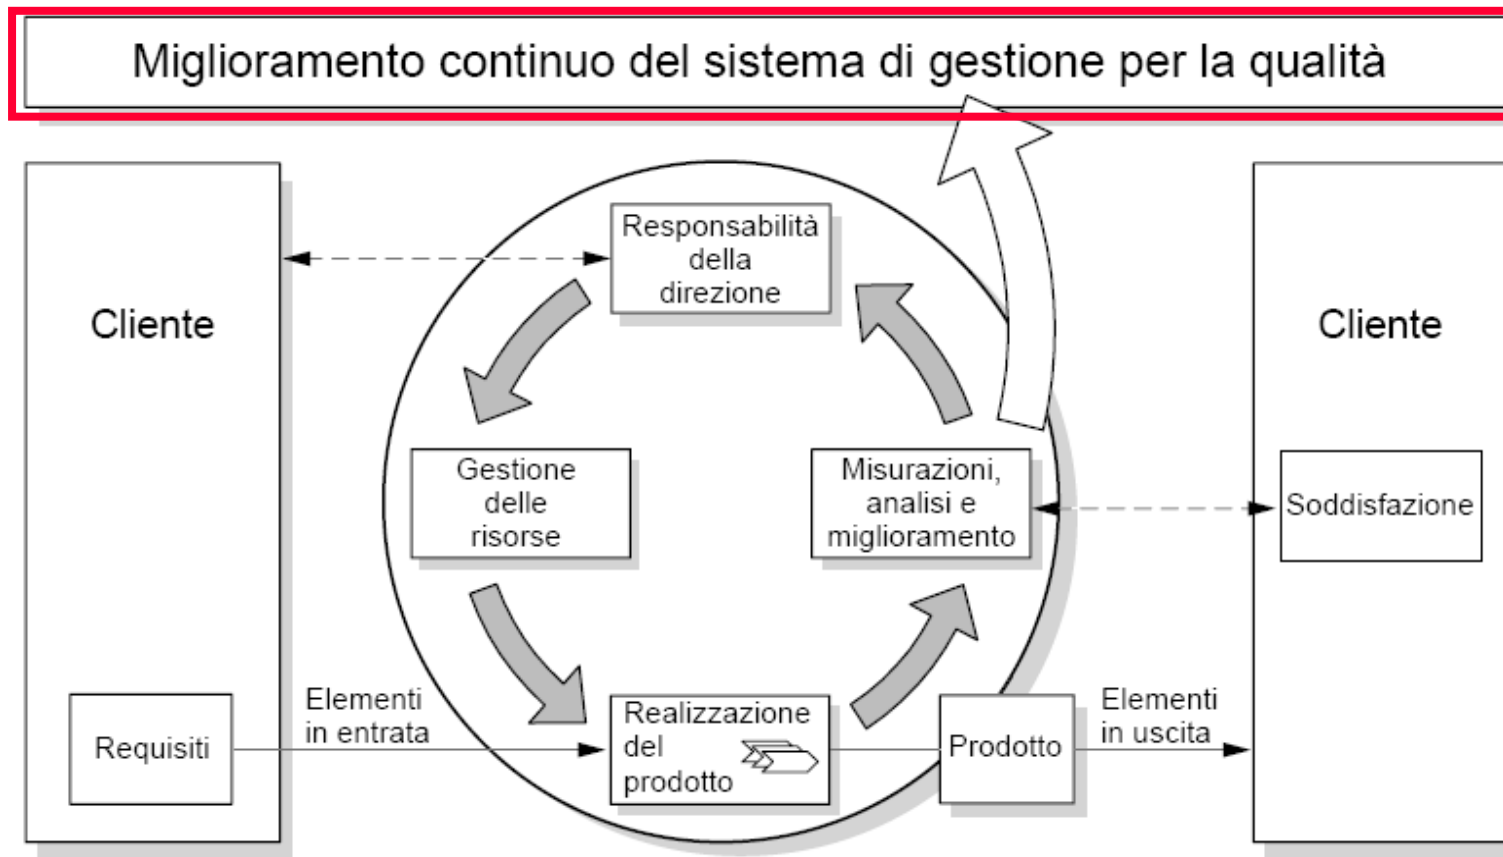 Miglioramento continuo del sistema di gestione per la qualità
Responsabilità
della
direzione
Cliente
Cliente
Gestione
delle
risorse
Misurazioni,
analisi e
miglioramento
Soddisfazione
Requisiti
Elementi
in entrata
Realizzazione
del
prodotto
Prodotto
Elementi
in uscita